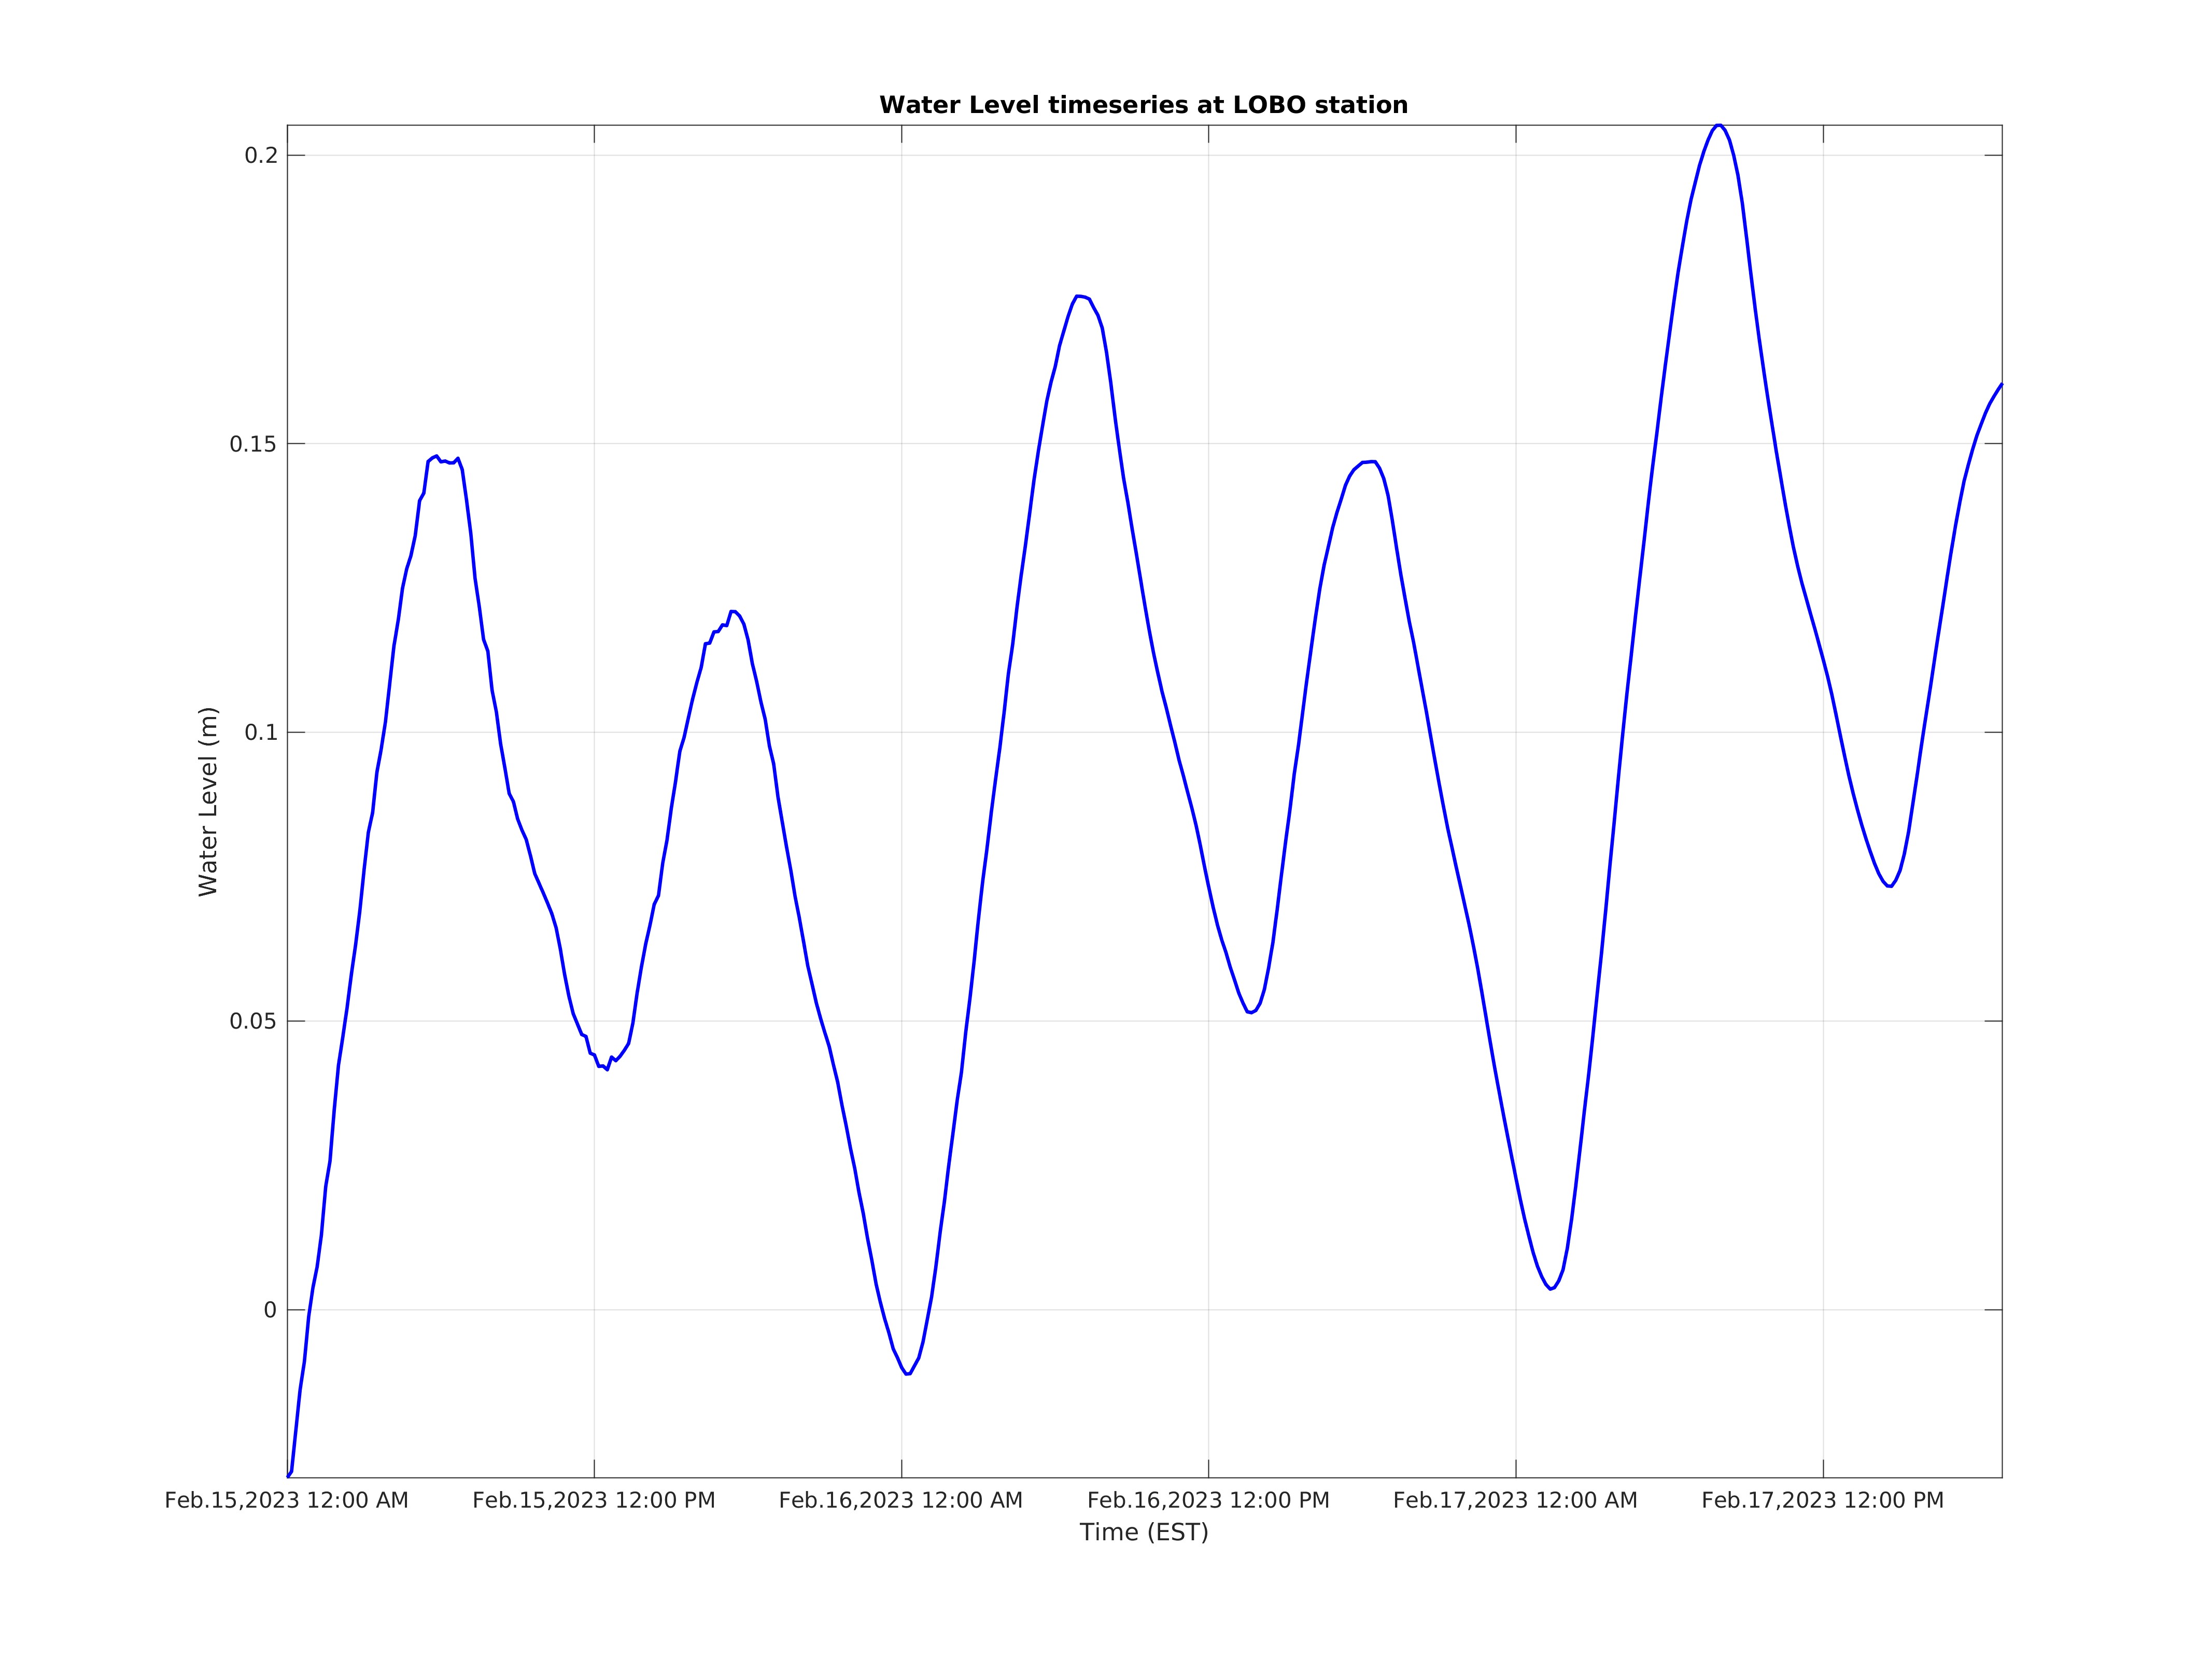 Water Level timeseries at LOBO station
0.2
0.15
0.1
0.05
0
Water Level (m)
Feb.15,2023 12:00 AM
Feb.15,2023 12:00 PM
Feb.16,2023 12:00 AM
Feb.16,2023 12:00 PM
Feb.17,2023 12:00 AM
Feb.17,2023 12:00 PM
Time (EST)